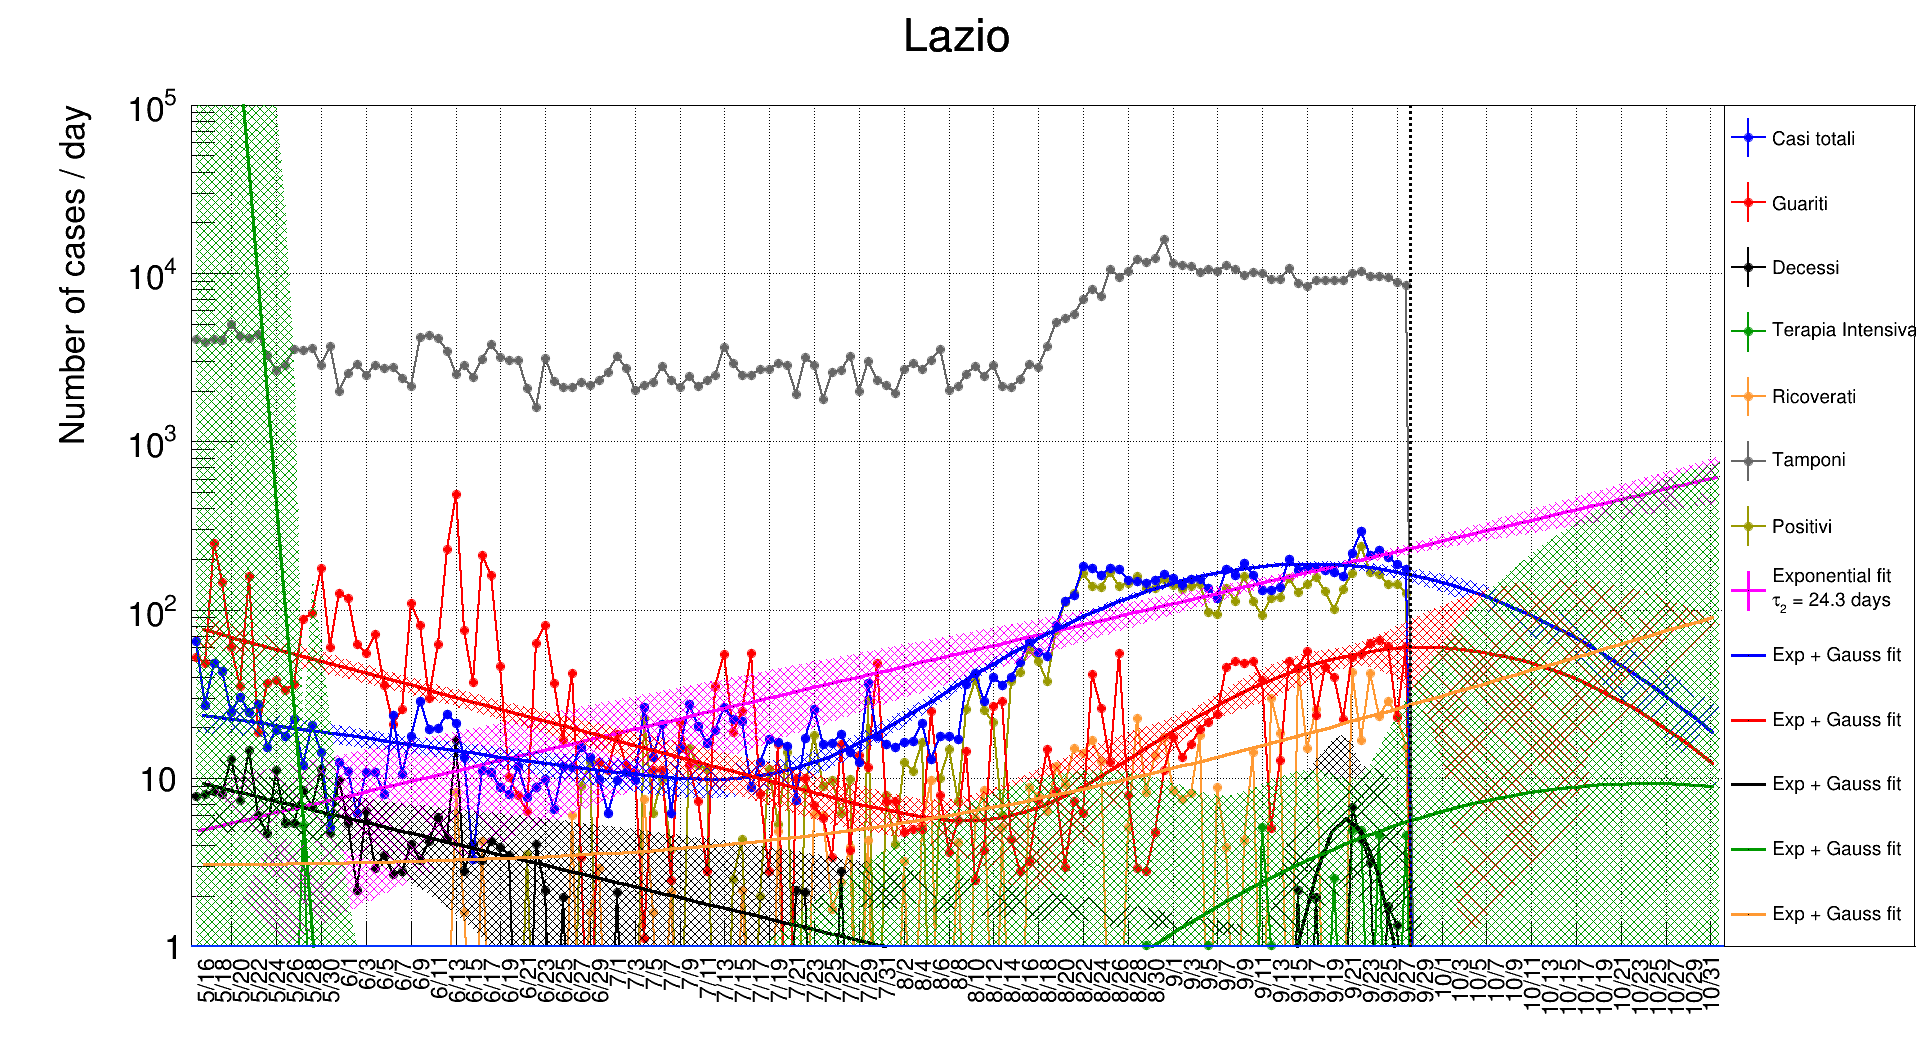 Lazio
Number of cases / day
10^5
10^4
10^3
10^2
10
1
5/16 5/18 5/20 5/22 5/24 5/26 5/28 5/30 6/1 6/3 6/5 6/7 6/9 6/11 6/13 6/15 6/17 6/19 6/21 6/23 6/25 6/27 6/29 7/1 7/3 7/5 7/7 7/9 7/11 7/13 7/15 7/17 7/19 7/21 7/23 7/25 7/27 7/29 7/31 8/2 8/4 8/6 8/8 8/10 8/12 8/14 8/16 8/18 8/20 8/22 8/24 8/26 8/28 8/30 9/1 9/3 9/5 9/7 9/9 9/11 9/13 9/15 9/17 9/19 9/21 9/23 9/25 9/27 9/29 10/1 10/3 10/5 10/7 10/9 10/11 10/13 10/15 10/17 10/19 10/21 10/23 10/25 10/27 10/29 10/31
Casi totali
Guariti
Decessi
Terapia Intensiva
Ricoverati
Tamponi
Positivi
Exponential fit
τ2 = 24.3 days
Exp + Gauss fit
Exp + Gauss fit
Exp + Gauss fit
Exp + Gauss fit
Exp + Gauss fit